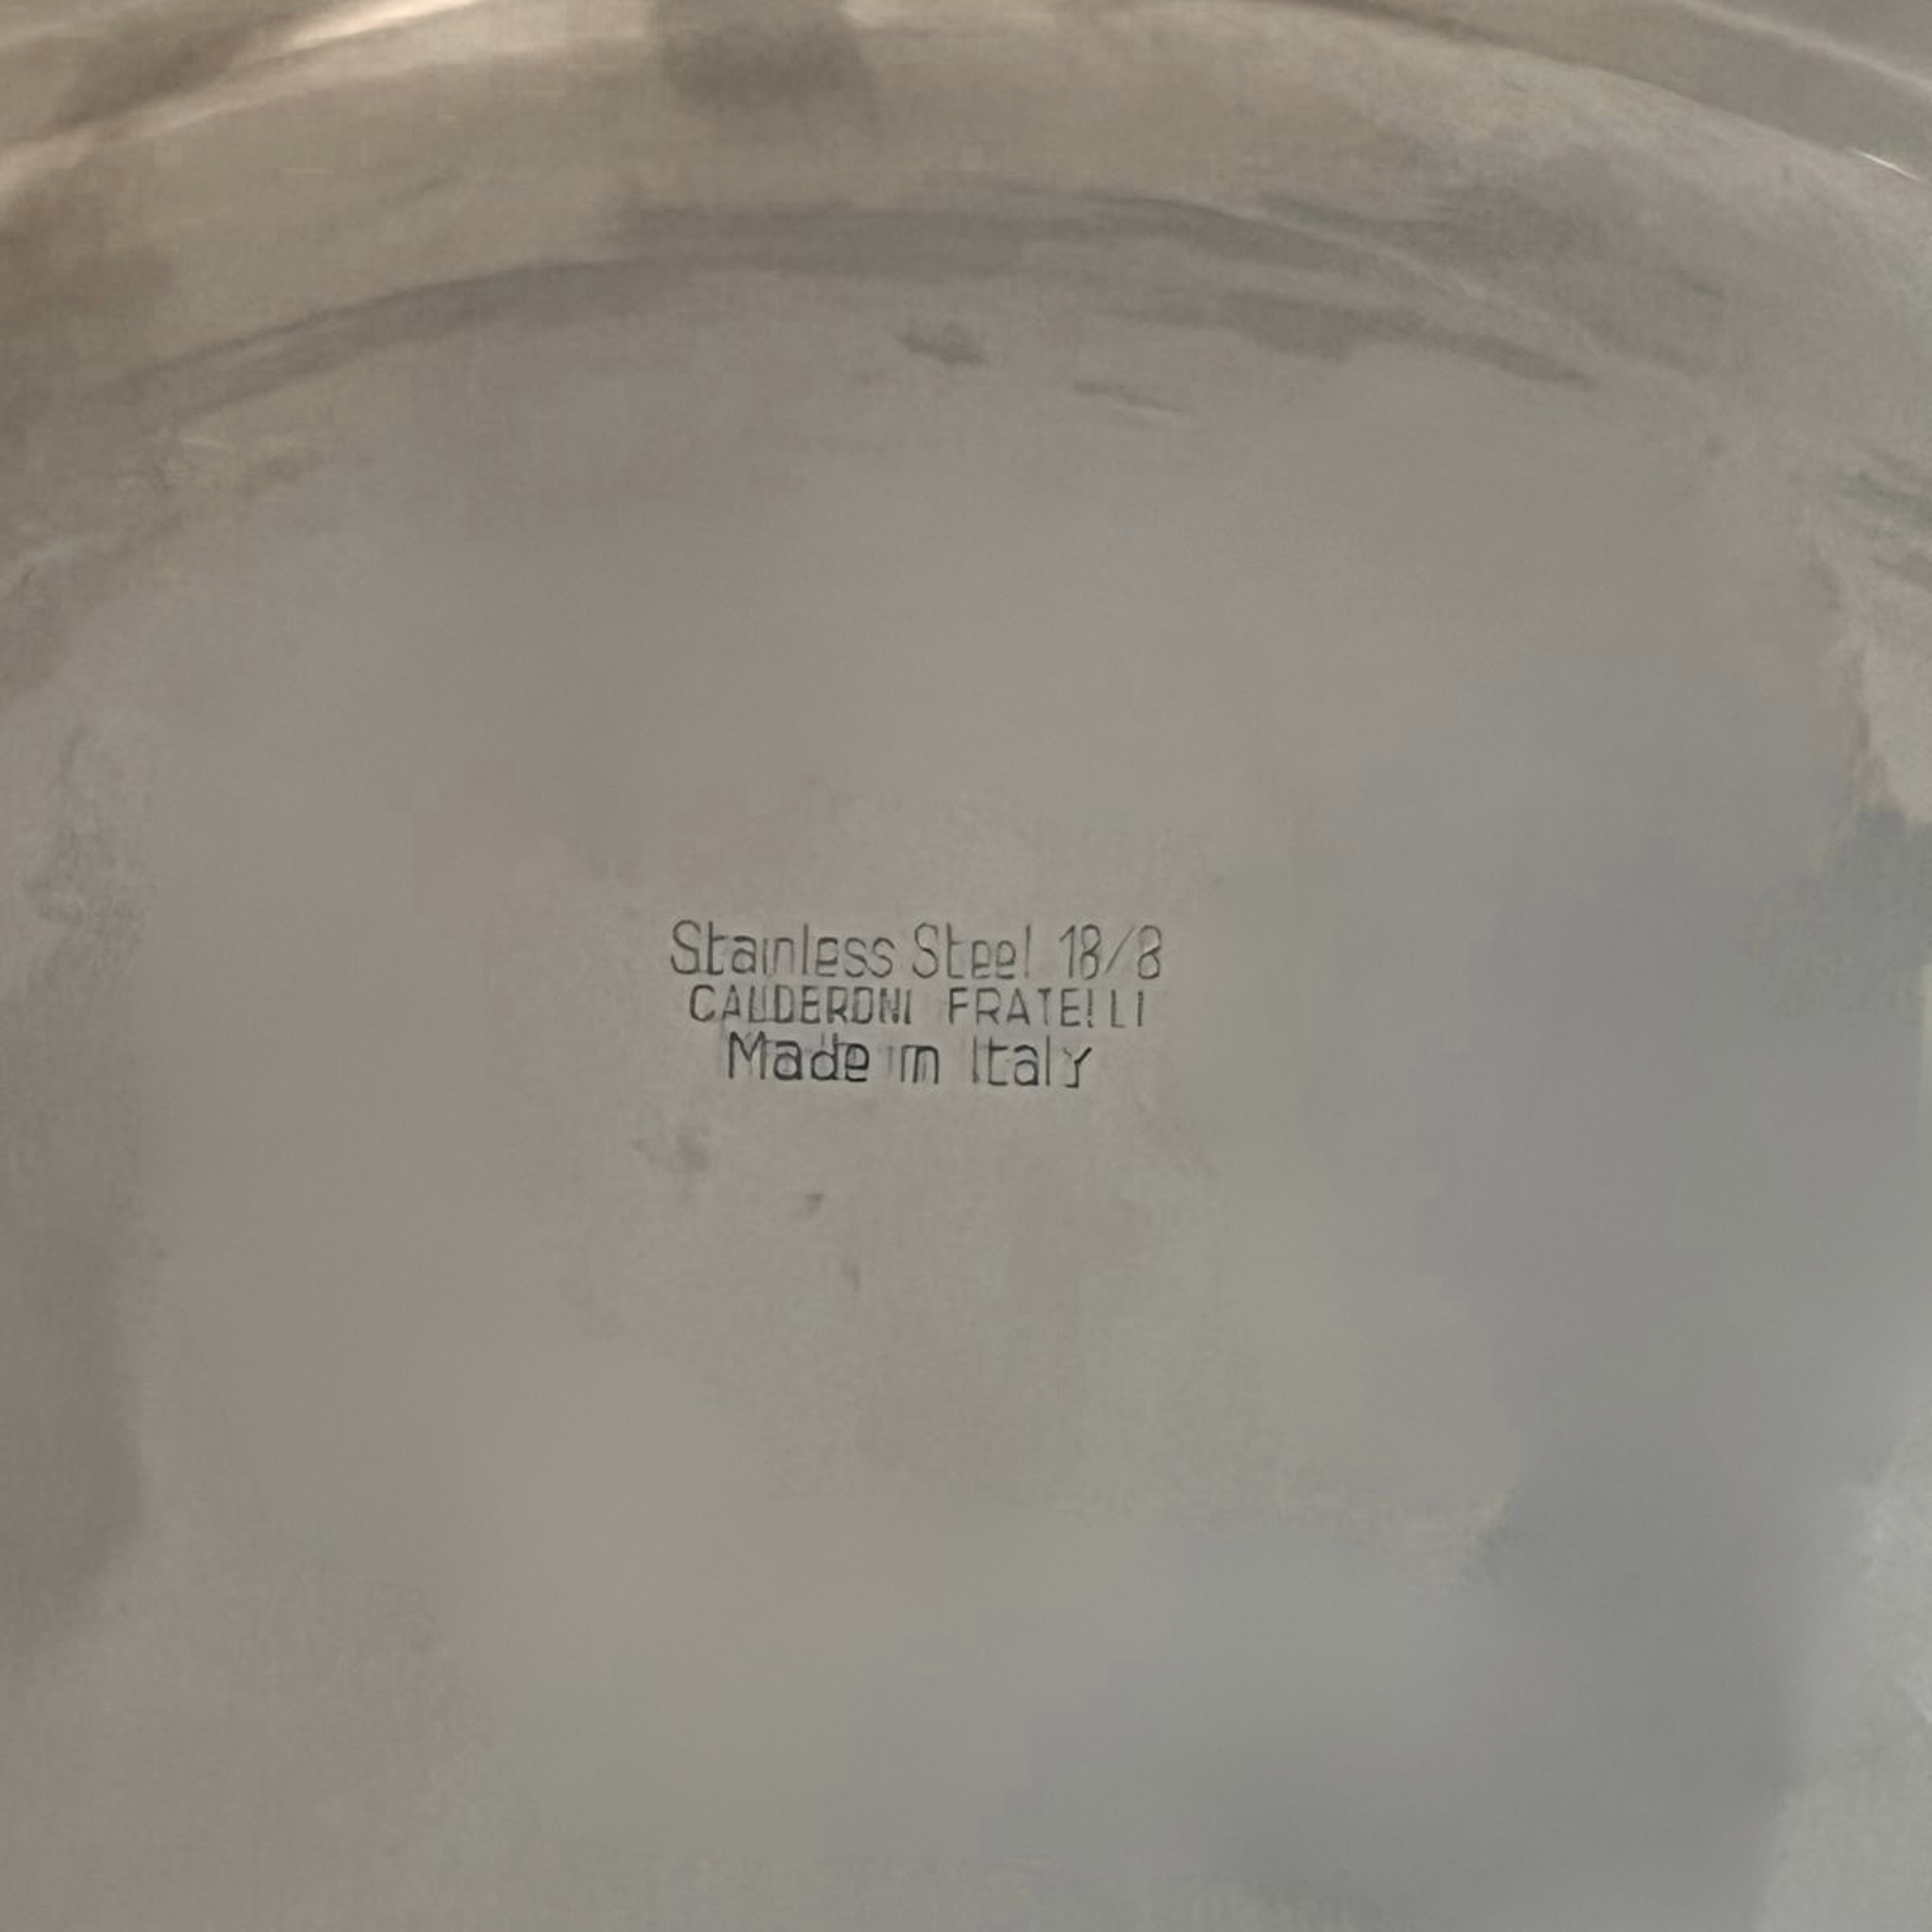 Stainless Steel 18/8
CALDERONI FRATELLI
Made in Italy